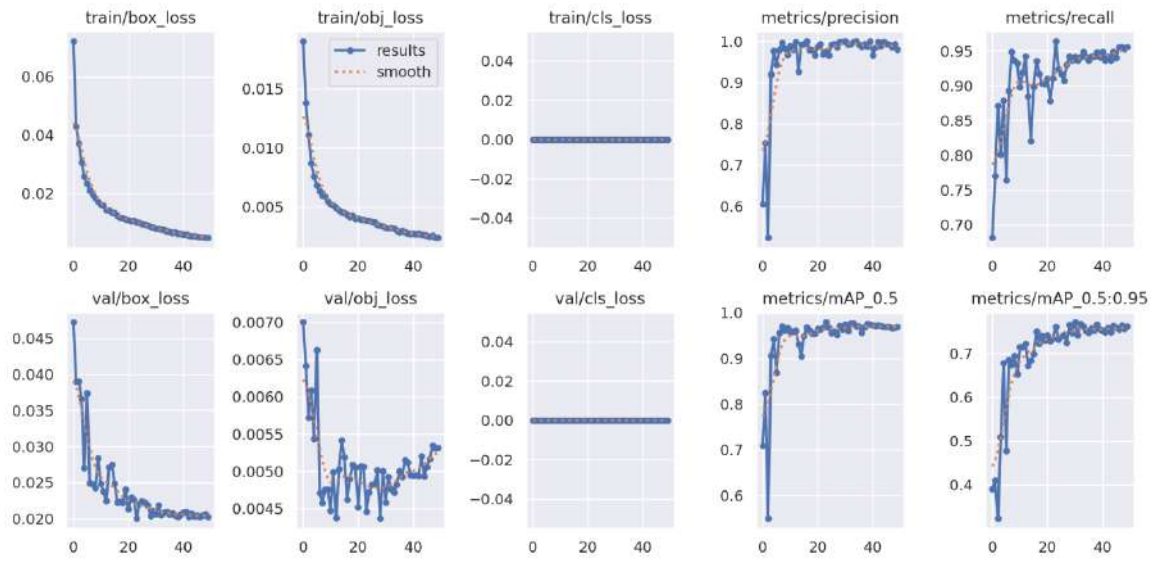 train/box_loss
train/obj_loss
train/cls_loss
metrics/precision
metrics/recall
0.06
0.04
0.02
0 20 40
results
smooth
0.015
0.010
0.005
0 20 40
0.04
0.02
0.00
−0.02
−0.04
0 20 40
1.0
0.9
0.8
0.7
0.6
0 20 40
0.95
0.90
0.85
0.80
0.75
0.70
0 20 40
val/box_loss
val/obj_loss
val/cls_loss
metrics/mAP_0.5
metrics/mAP_0.5:0.95
0.045
0.040
0.035
0.030
0.025
0.020
0 20 40
0.0070
0.0065
0.0060
0.0055
0.0050
0.0045
0 20 40
0.04
0.02
0.00
−0.02
−0.04
0 20 40
1.0
0.9
0.8
0.7
0.6
0 20 40
0.7
0.6
0.5
0.4
0 20 40